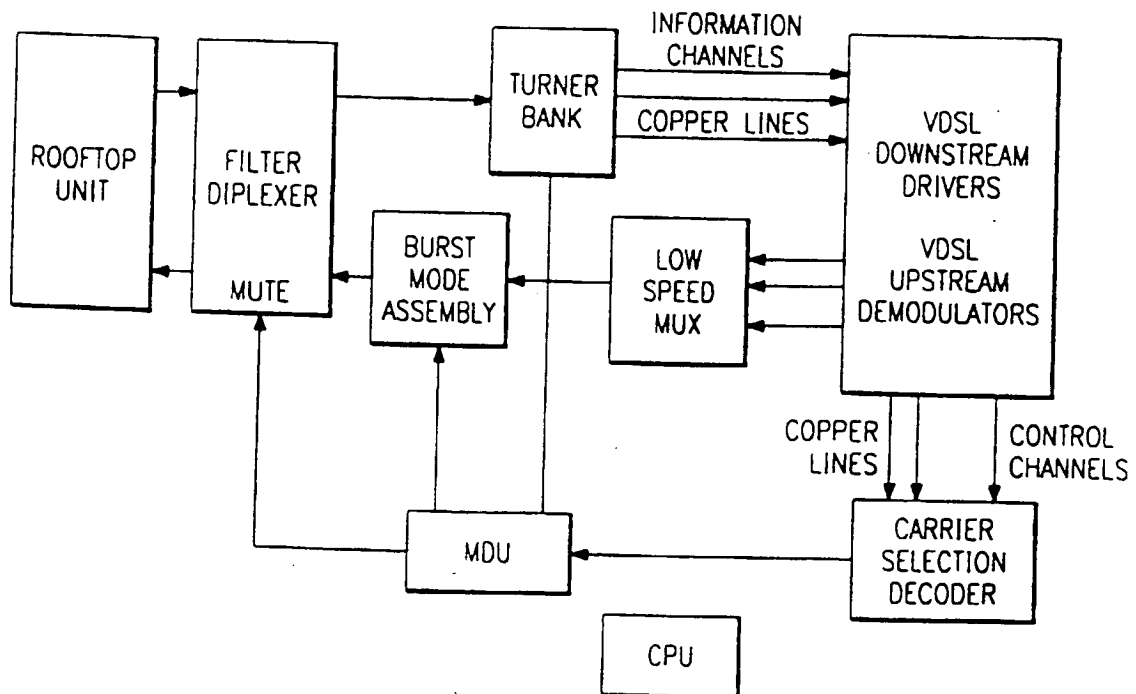 ROOFTOP
UNIT
FILTER
DIPLEXER
MUTE
TURNER
BANK
INFORMATION
CHANNELS
COPPER LINES
VDSL
DOWNSTREAM
DRIVERS
VDSL
UPSTREAM
DEMODULATORS
BURST
MODE
ASSEMBLY
LOW
SPEED
MUX
COPPER
LINES
CONTROL
CHANNELS
MDU
CARRIER
SELECTION
DECODER
CPU